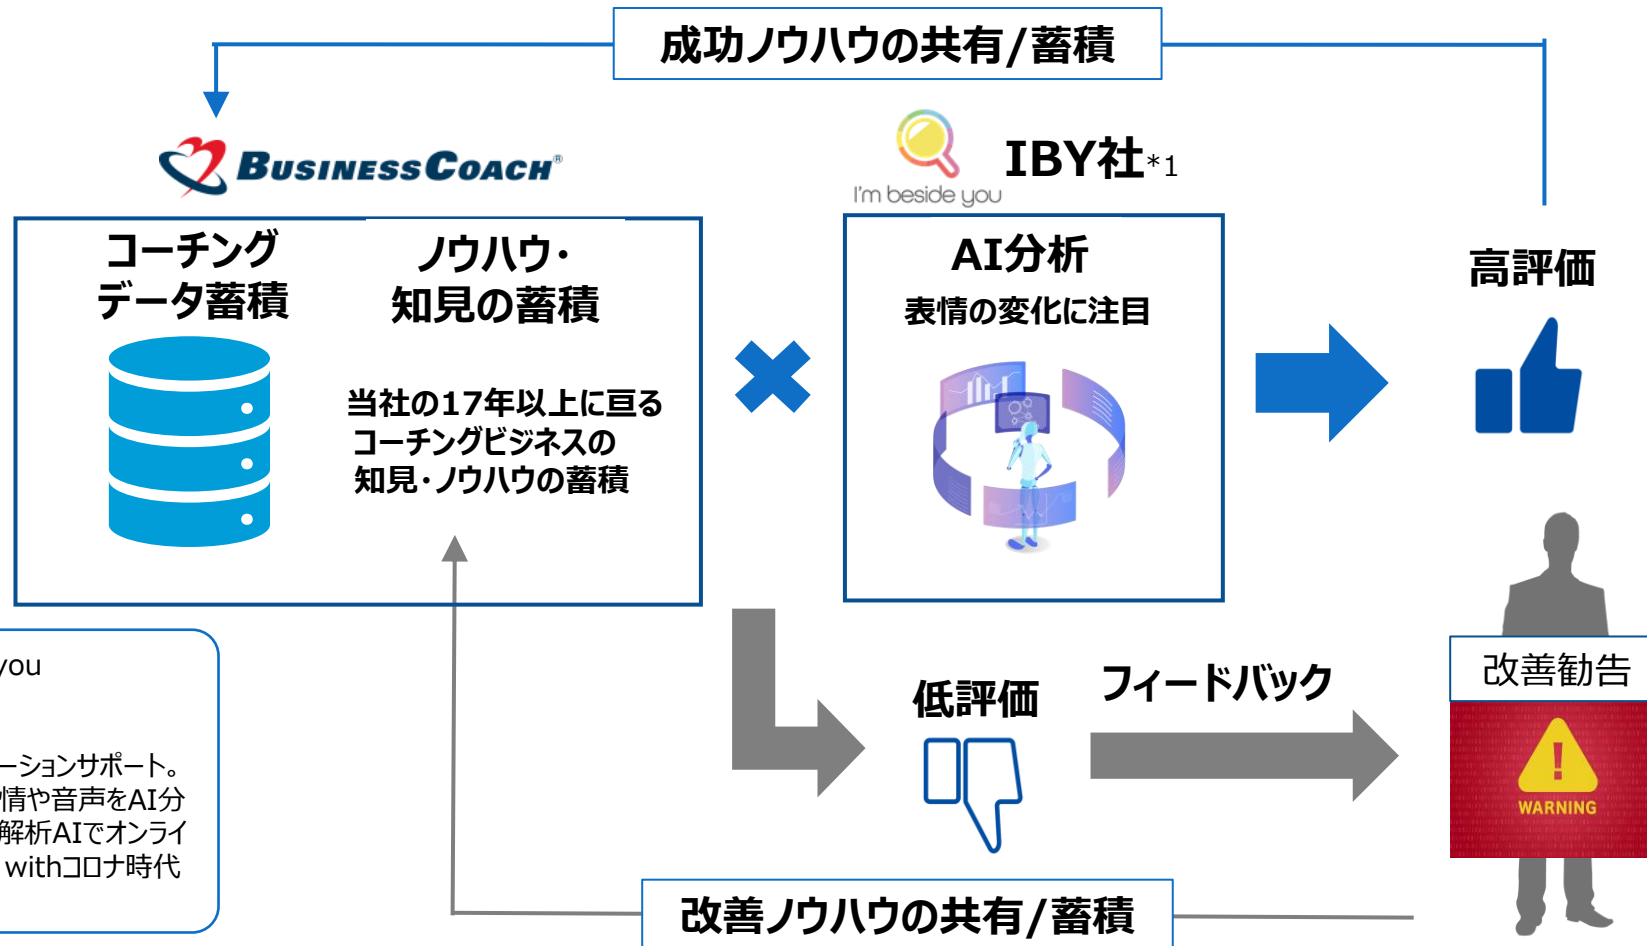 成功ノウハウの共有/蓄積
BUSINESSCOACH®
I'm beside you
IBY社*1
コーチング
データ蓄積
ノウハウ・
知見の蓄積
当社の17年以上に亘る
コーチングビジネスの
知見・ノウハウの蓄積
AI分析
表情の変化に注目
高評価
you
ーションサポート。
情や音声をAI分
解析AIでオンライ
withコロナ時代
低評価
フィードバック
改善勧告
WARNING
改善ノウハウの共有/蓄積